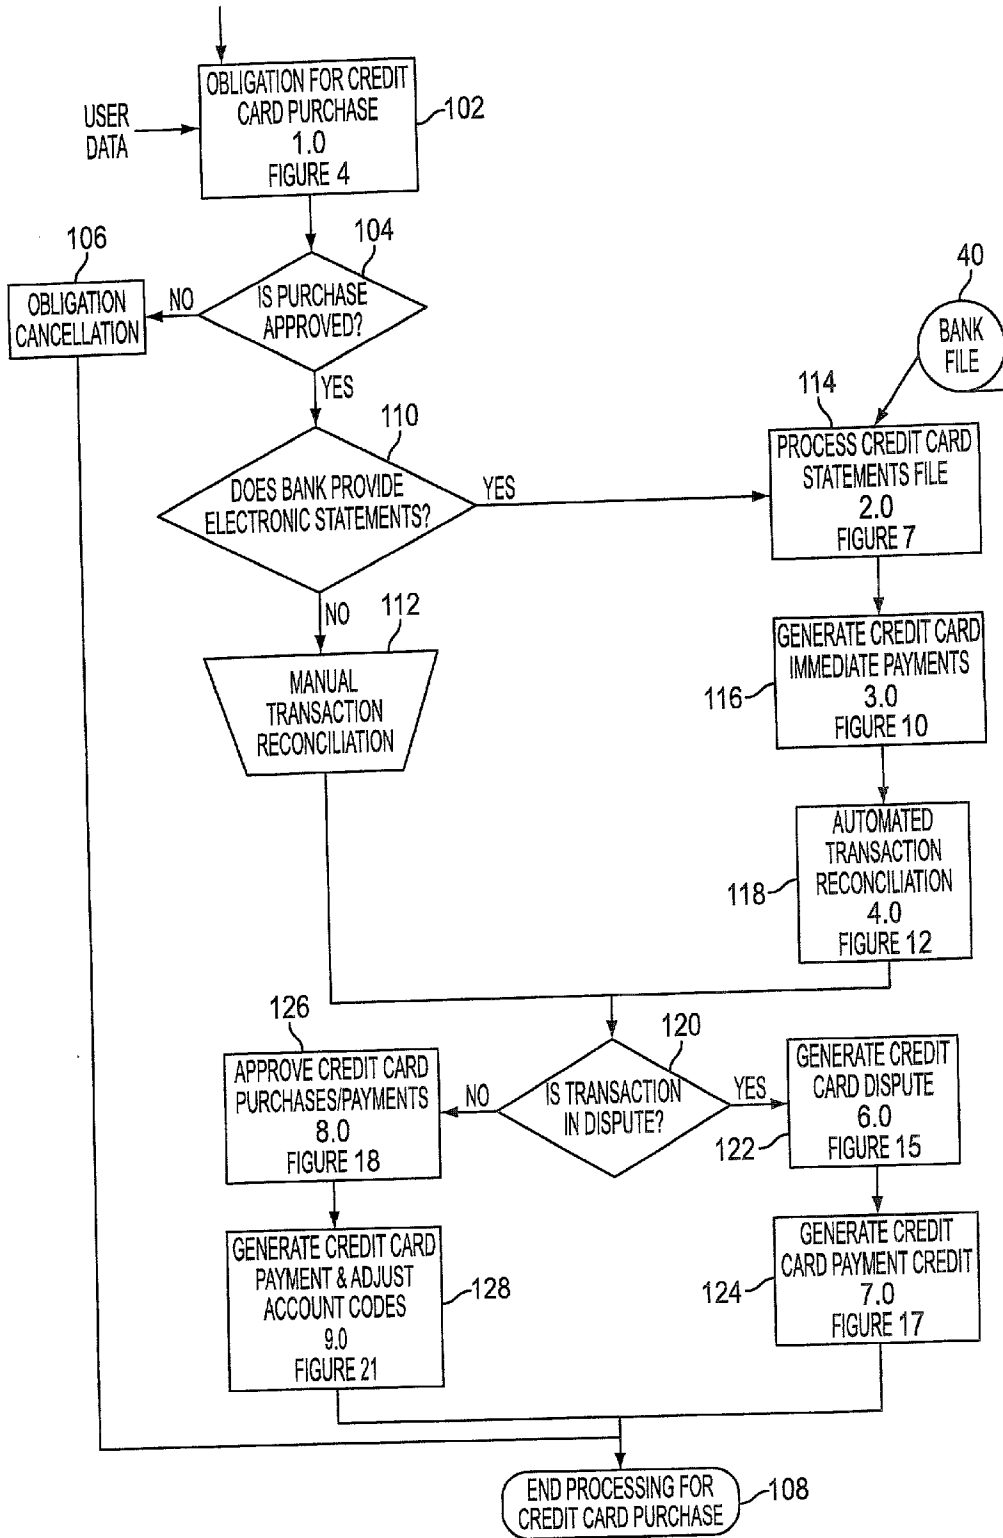 OBLIGATION FOR CREDIT
CARD PURCHASE
1.0
FIGURE 4
102
USER
DATA
104
IS PURCHASE
APPROVED?
NO
YES
106
OBLIGATION
CANCELLATION
40
BANK
FILE
110
DOES BANK PROVIDE
ELECTRONIC STATEMENTS?
YES
NO
114
PROCESS CREDIT CARD
STATEMENTS FILE
2.0
FIGURE 7
112
MANUAL
TRANSACTION
RECONCILIATION
GENERATE CREDIT CARD
IMMEDIATE PAYMENTS
3.0
FIGURE 10
116
AUTOMATED
TRANSACTION
RECONCILIATION
4.0
FIGURE 12
118
120
IS TRANSACTION
IN DISPUTE?
NO
YES
126
APPROVE CREDIT CARD
PURCHASES/PAYMENTS
8.0
FIGURE 18
GENERATE CREDIT
CARD DISPUTE
6.0
FIGURE 15
122
GENERATE CREDIT CARD
PAYMENT & ADJUST
ACCOUNT CODES
9.0
FIGURE 21
128
GENERATE CREDIT
CARD PAYMENT CREDIT
7.0
FIGURE 17
124
END PROCESSING FOR
CREDIT CARD PURCHASE
108